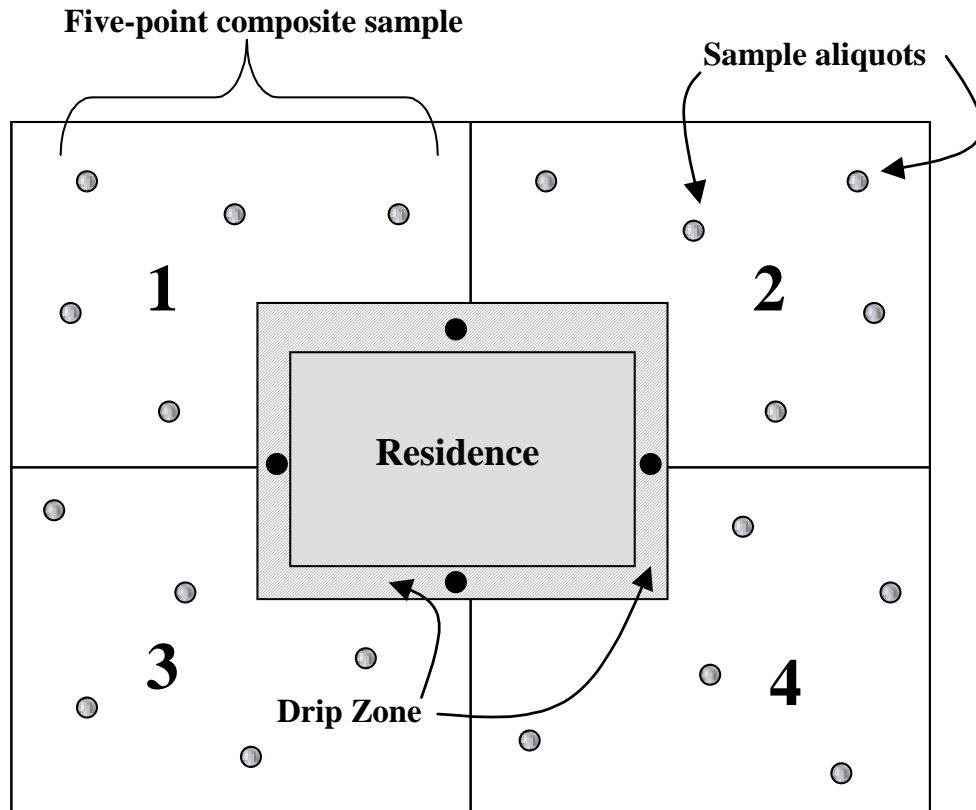 Five-point composite sample
Sample aliquots
1
2
Residence
3
4
Drip Zone